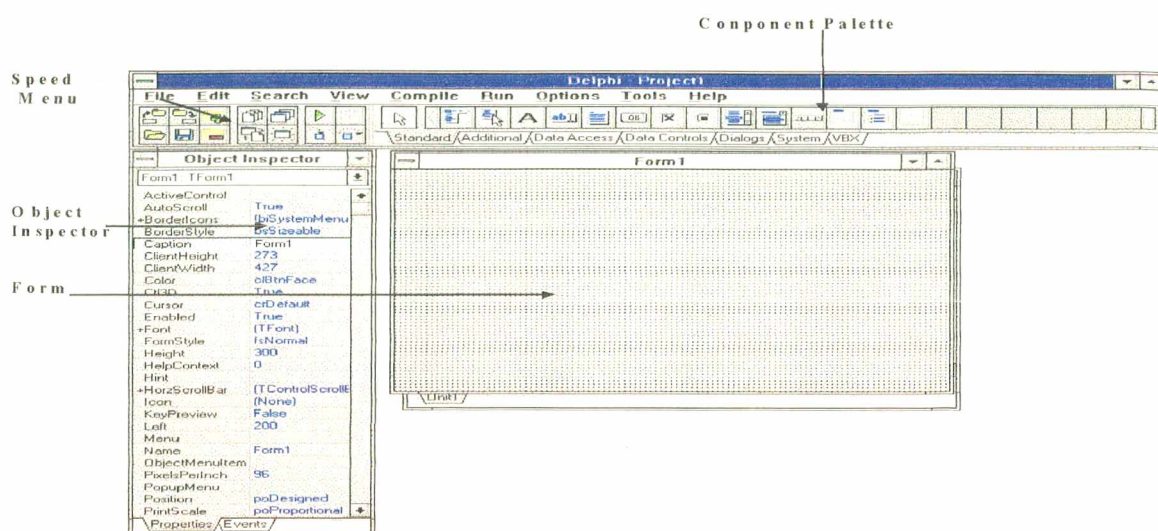 Conponent Palette
Speed
Menu
Delphi - Project1
File Edit Search View Compile Run Options Tools Help
Standard Additional Data Access Data Controls Dialogs System VBX
Object Inspector
Form1
Form1 TForm1
ActiveControl
AutoScroll True
+BorderIcons [biSystemMenu
BorderStyle bsSizeable
Object
Inspector
Caption Form1
ClientHeight 273
ClientWidth 427
Color clBtnFace
Ctl3D True
Form
Cursor crDefault
Enabled True
+Font (TFont)
FormStyle fsNormal
Height 300
HelpContext 0
Hint
+HorzScrollBar (TControlScrollB
Icon (None)
KeyPreview False
Left 200
Menu
Name Form1
ObjectMenuItem
PixelsPerInch 96
PopupMenu
Position poDesigned
PrintScale poProportional
Properties Events
Unit1